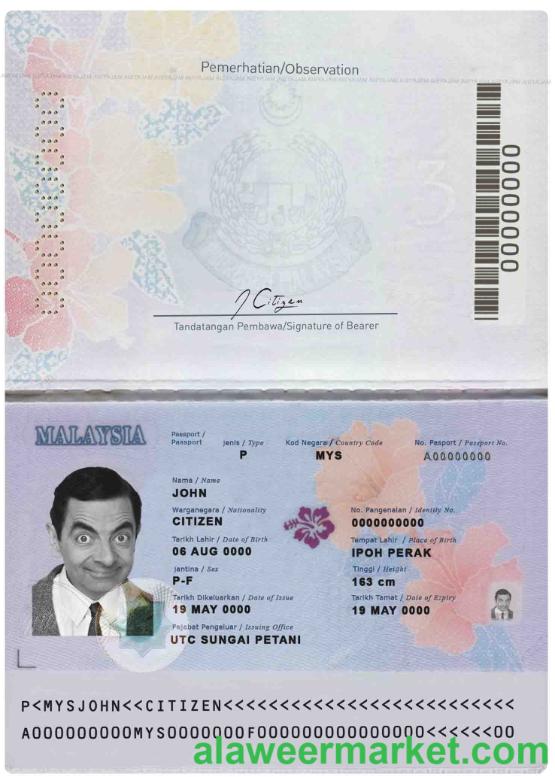 Pemerhatian/Observation
00000000
J Citizen
Tandatangan Pembawa/Signature of Bearer
MALAYSIA
Passport / Passport
Jenis / Type
Kod Negara / Country Code
No. Pasport / Passport No.
P
MYS
A00000000
Nama / Name
JOHN
Warganegara / Nationality
No. Pengenalan / Identity No.
CITIZEN
0000000000
Tarikh Lahir / Date of Birth
Tempat Lahir / Place of Birth
06 AUG 0000
IPOH PERAK
Jantina / Sex
Tinggi / Height
P-F
163 cm
Tarikh Dikeluarkan / Date of Issue
Tarikh Tamat / Date of Expiry
19 MAY 0000
19 MAY 0000
Pejabat Pengeluar / Issuing Office
UTC SUNGAI PETANI
P<MYSJOHN<<CITIZEN<<<<<<<<<<<<<<<<<<<<<<<<<<
A000000000MYS0000000F00000000000000<<<<<<00
alaweermarket.com